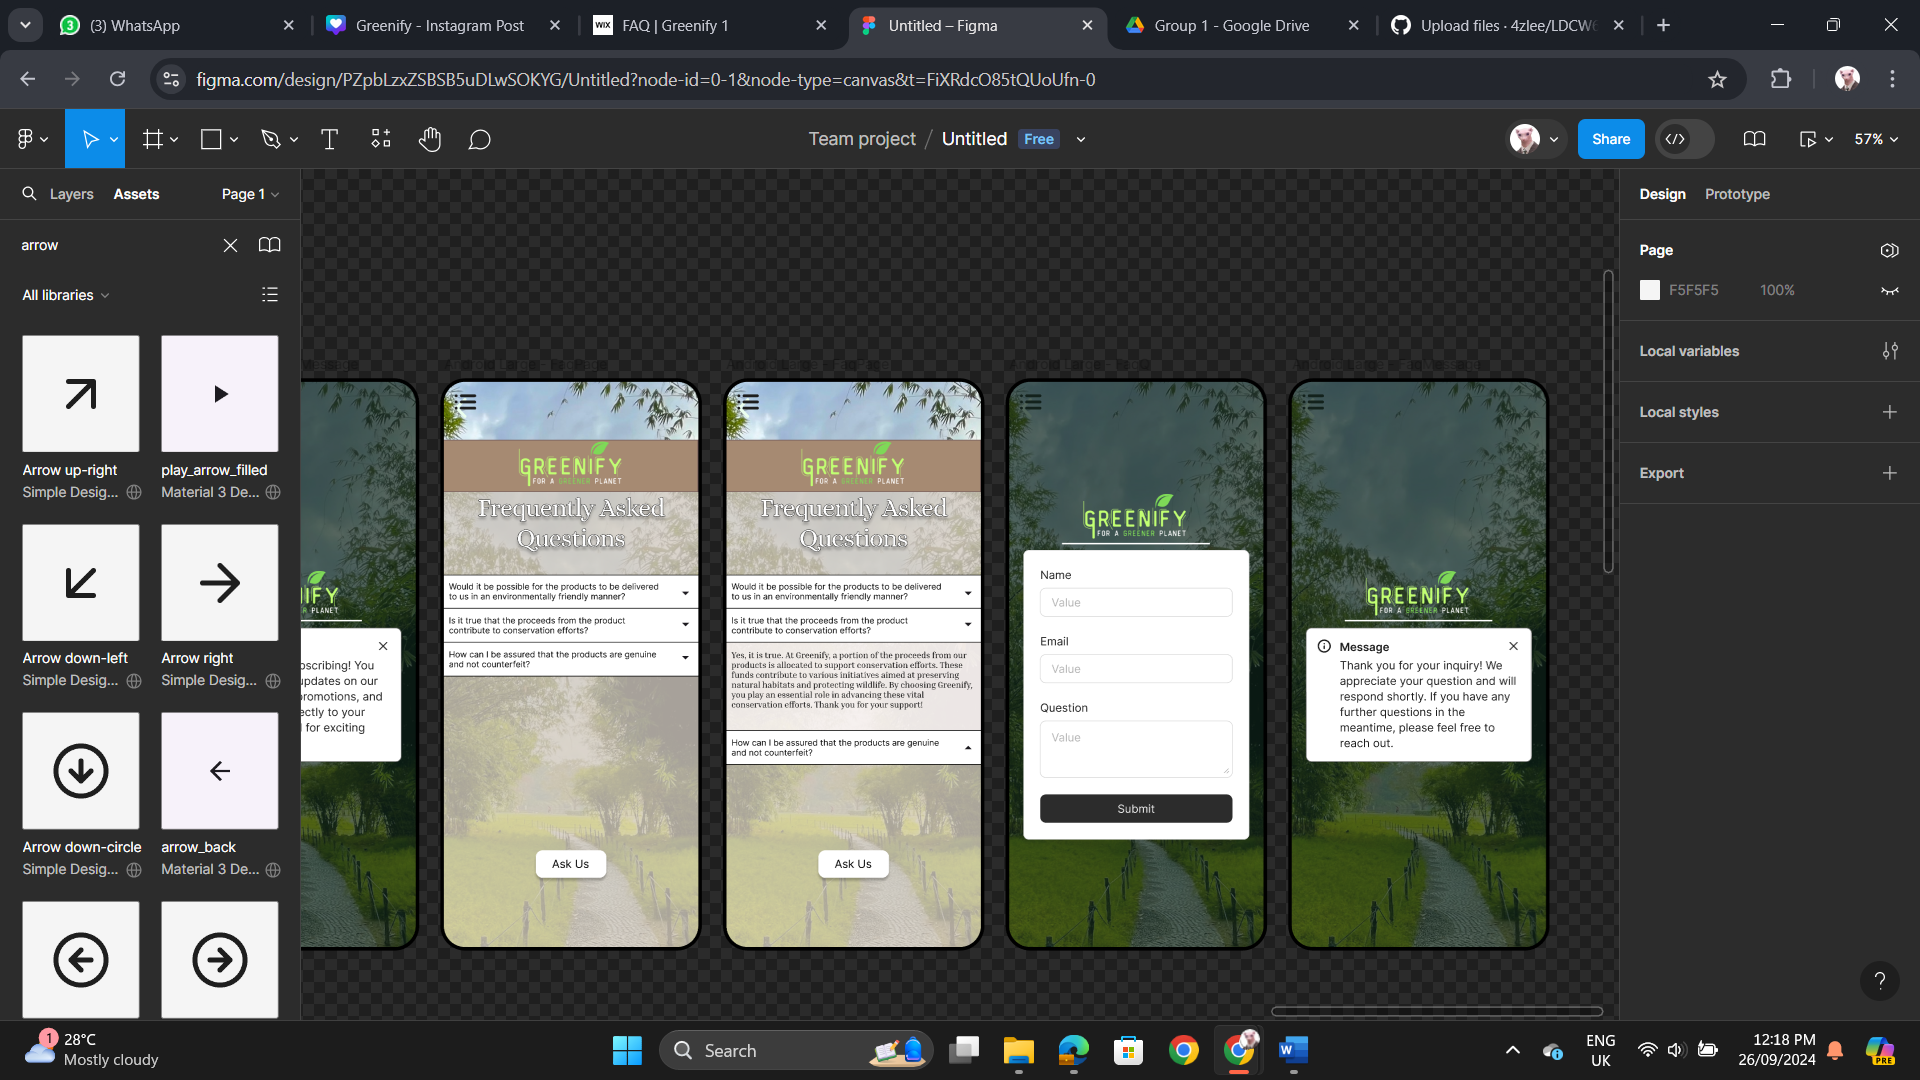 (3) WhatsApp
Greenify - Instagram Post
WIX
FAQ | Greenify 1
Untitled – Figma
Group 1 - Google Drive
Upload files · 4zlee/LDCW6
figma.com/design/PZpbLzxZSBSB5uDLwSOKYG/Untitled?node-id=0-1&node-type=canvas&t=FiXRdcO85tQUoUfn-0
Team project / Untitled Free
Share
57%
Layers
Assets
Page 1
arrow
All libraries
Arrow up-right
Simple Desig...
play_arrow_filled
Material 3 De...
Arrow down-left
Simple Desig...
Arrow right
Simple Desig...
Arrow down-circle
Simple Desig...
arrow_back
Material 3 De...
IFY
R PLANET
oscribing! You
updates on our
romotions, and
ectly to your
for exciting
GREENIFY
FOR A GREENER PLANET
Frequently Asked
Questions
Would it be possible for the products to be delivered
to us in an environmentally friendly manner?
Is it true that the proceeds from the product
contribute to conservation efforts?
How can I be assured that the products are genuine
and not counterfeit?
Ask Us
GREENIFY
FOR A GREENER PLANET
Frequently Asked
Questions
Would it be possible for the products to be delivered
to us in an environmentally friendly manner?
Is it true that the proceeds from the product
contribute to conservation efforts?
Yes, it is true. At Greenify, a portion of the proceeds from our
products is allocated to support conservation efforts. These
funds contribute to various initiatives aimed at preserving
natural habitats and protecting wildlife. By choosing Greenify,
you play an essential role in advancing these vital
conservation efforts. Thank you for your support!
How can I be assured that the products are genuine
and not counterfeit?
Ask Us
GREENIFY
FOR A GREENER PLANET
Name
Value
Email
Value
Question
Value
Submit
GREENIFY
FOR A GREENER PLANET
Message
Thank you for your inquiry! We
appreciate your question and will
respond shortly. If you have any
further questions in the
meantime, please feel free to
reach out.
Design
Prototype
Page
F5F5F5
100%
Local variables
Local styles
Export
?
1
28°C
Mostly cloudy
Search
W
ENG
UK
12:18 PM
26/09/2024
PRE